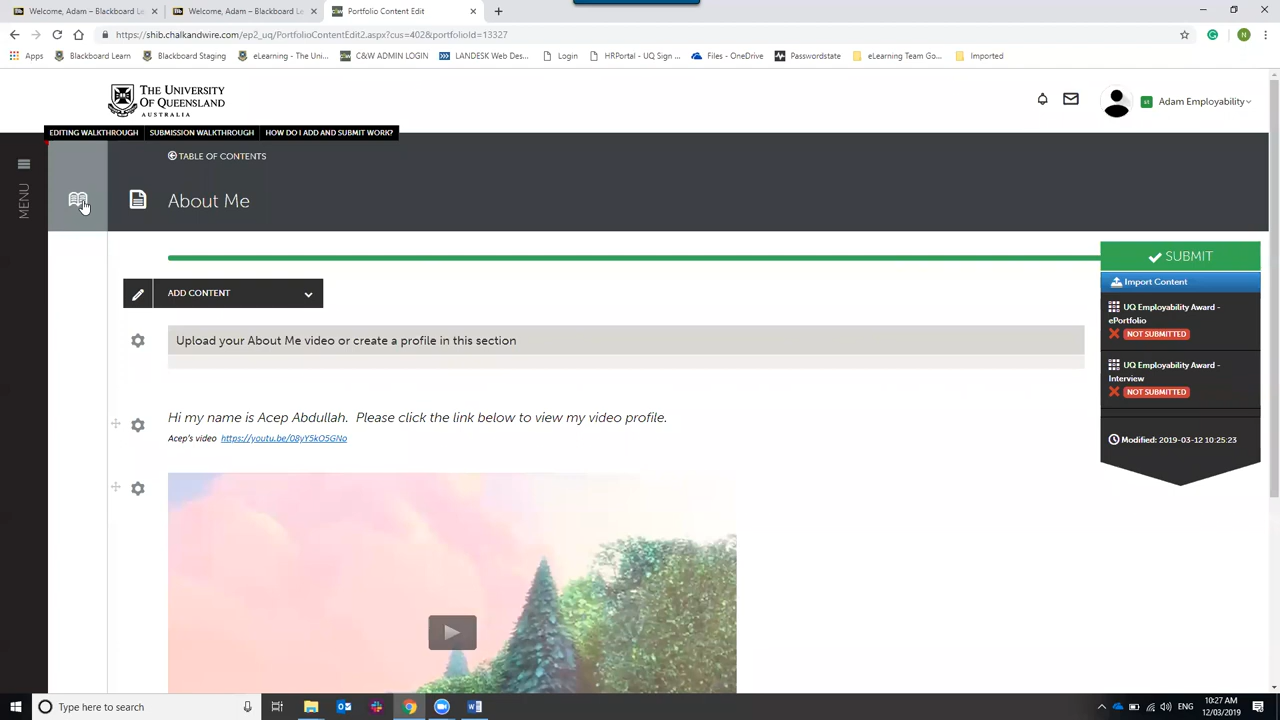 Welcome, Adam – Blackboard Le
Welcome, Adam – Blackboard Le
Portfolio Content Edit
https://shib.chalkandwire.com/ep2_uq/PortfolioContentEdit2.aspx?cus=402&portfolioId=13327
Apps
Blackboard Learn
Blackboard Staging
eLearning - The Uni...
C&W ADMIN LOGIN
LANDESK Web Des...
Login
HRPortal - UQ Sign ...
Files - OneDrive
Passwordstate
eLearning Team Go...
Imported
THE UNIVERSITY
OF QUEENSLAND
AUSTRALIA
st
Adam Employability
EDITING WALKTHROUGH
SUBMISSION WALKTHROUGH
HOW DO I ADD AND SUBMIT WORK?
MENU
TABLE OF CONTENTS
About Me
SUBMIT
Import Content
UQ Employability Award -
ePortfolio
NOT SUBMITTED
UQ Employability Award -
Interview
NOT SUBMITTED
Modified: 2019-03-12 10:25:23
ADD CONTENT
Upload your About Me video or create a profile in this section
Hi my name is Acep Abdullah. Please click the link below to view my video profile.
Acep's video https://youtu.be/08yY5kO5GNo
Type here to search
ENG
10:27 AM
12/03/2019